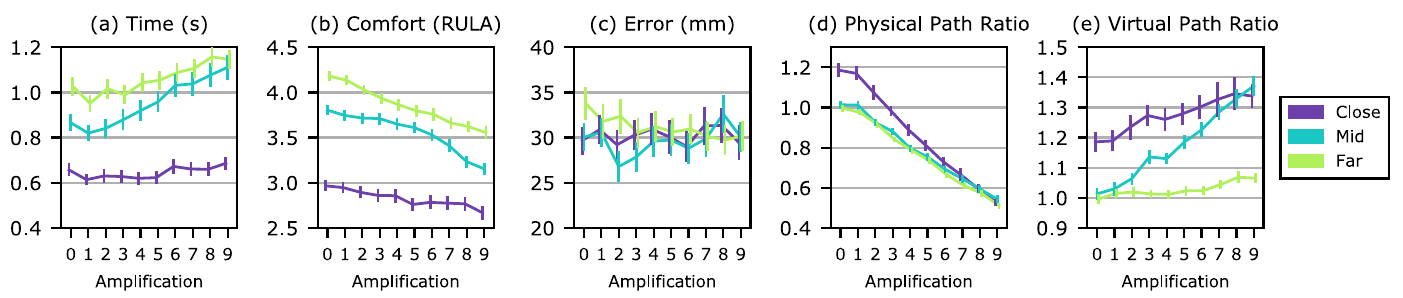 (a) Time (s)
1.2
1.0
0.8
0.6
0.4
0 1 2 3 4 5 6 7 8 9
Amplification
(b) Comfort (RULA)
4.5
4.0
3.5
3.0
2.5
0 1 2 3 4 5 6 7 8 9
Amplification
(c) Error (mm)
40
35
30
25
20
0 1 2 3 4 5 6 7 8 9
Amplification
(d) Physical Path Ratio
1.2
1.0
0.8
0.6
0.4
0 1 2 3 4 5 6 7 8 9
Amplification
(e) Virtual Path Ratio
1.5
1.4
1.3
1.2
1.1
1.0
0.9
0 1 2 3 4 5 6 7 8 9
Amplification
Close
Mid
Far